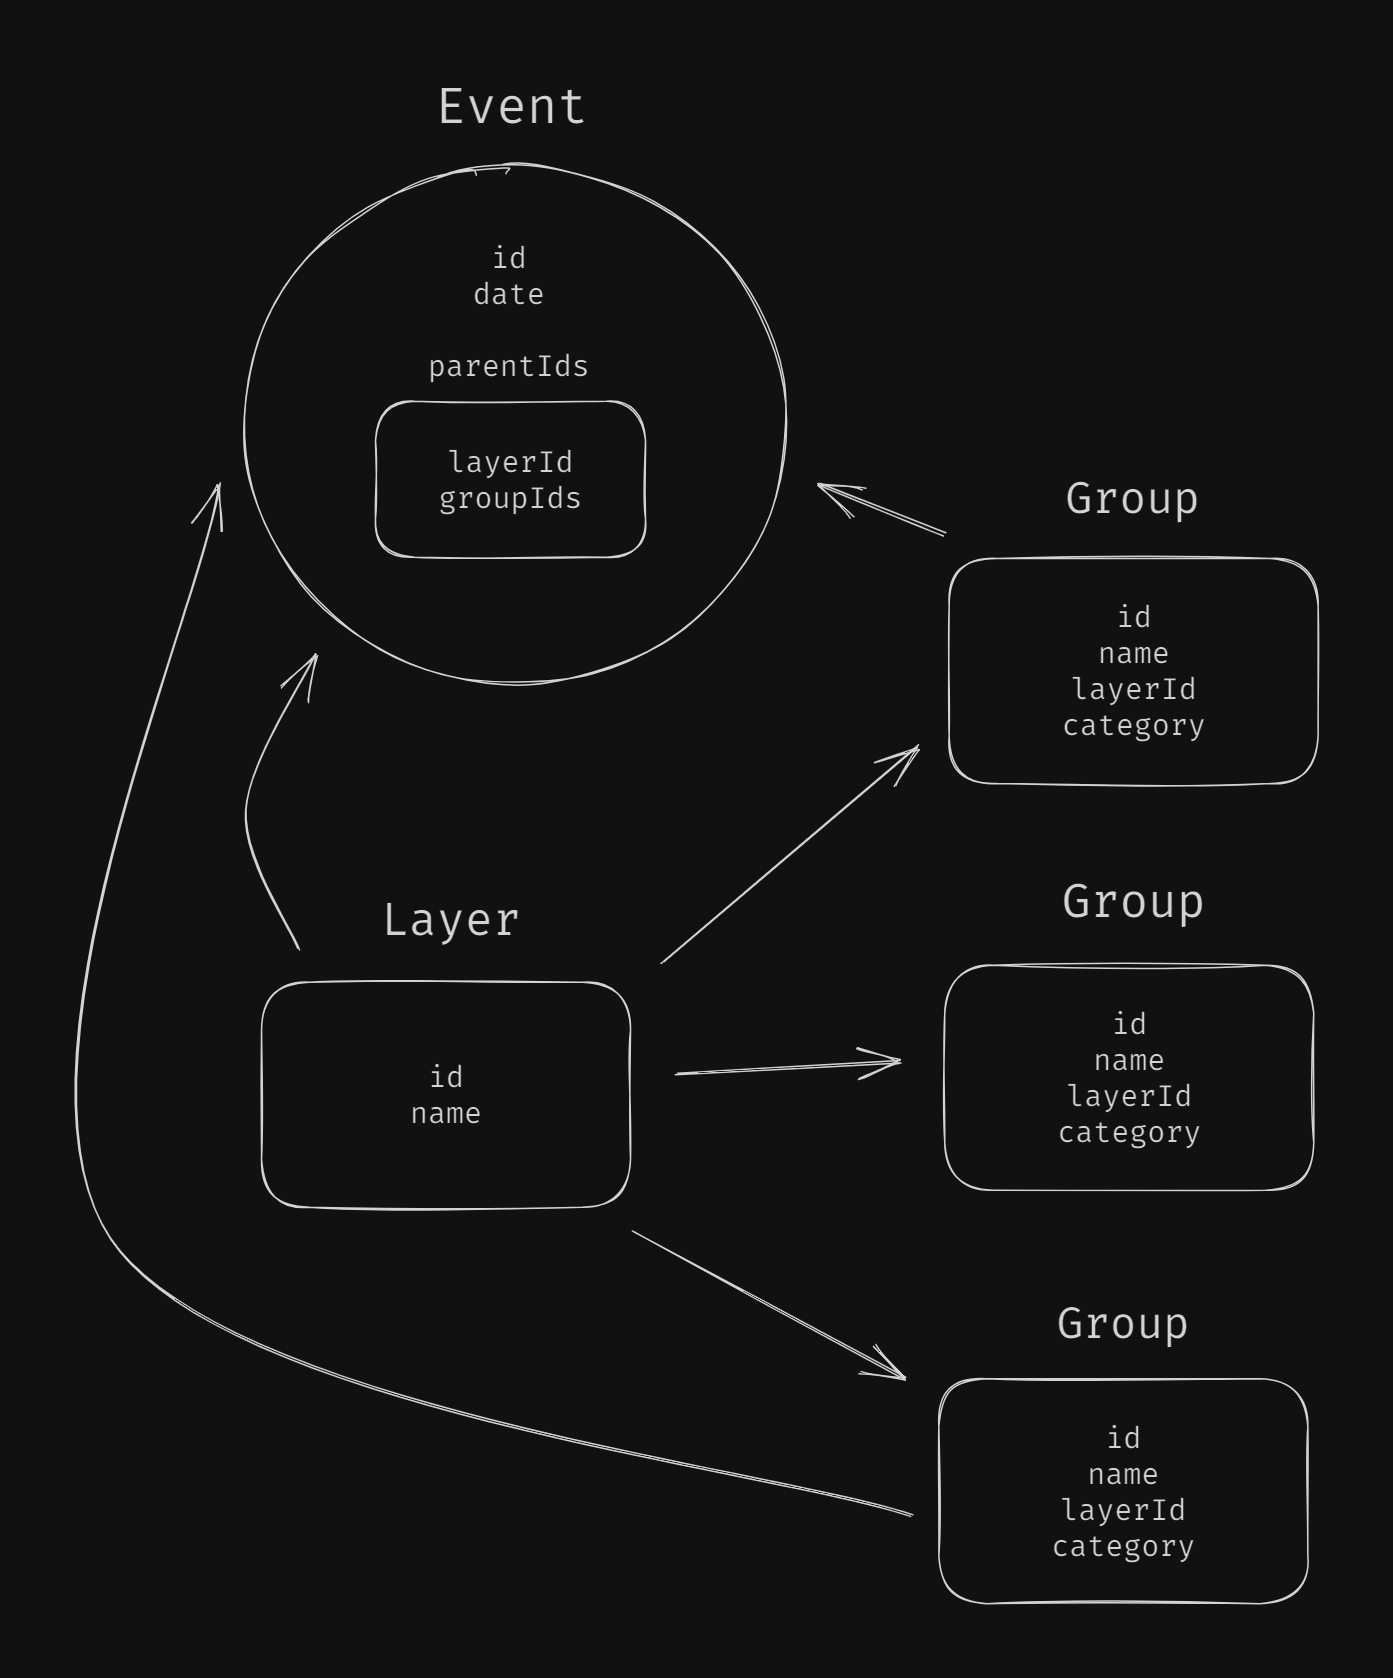 Event
id
date
parentIds
layerId
groupIds
Group
id
name
layerId
category
Layer
id
name
Group
id
name
layerId
category
Group
id
name
layerId
category